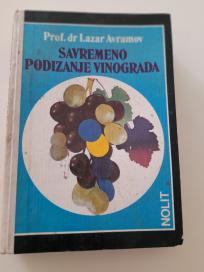 Prof. dr Lazar Avramov
SAVREMENO
PODIZANJE VINOGRADA
NOLIT